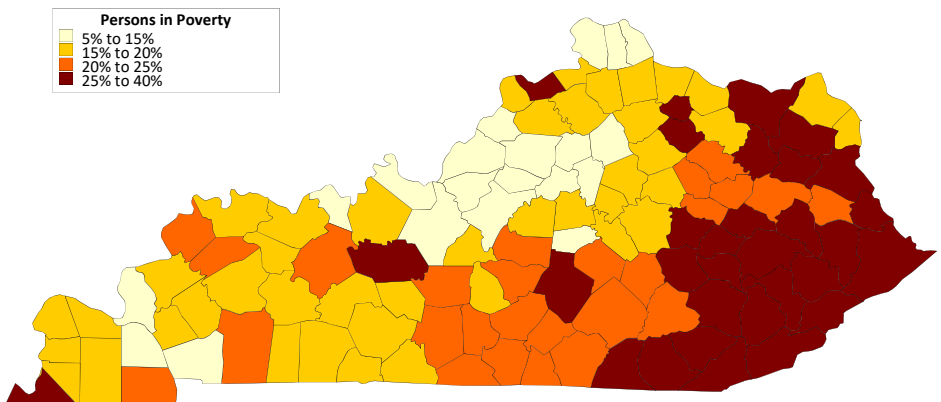 Persons in Poverty
5% to 15%
15% to 20%
20% to 25%
25% to 40%